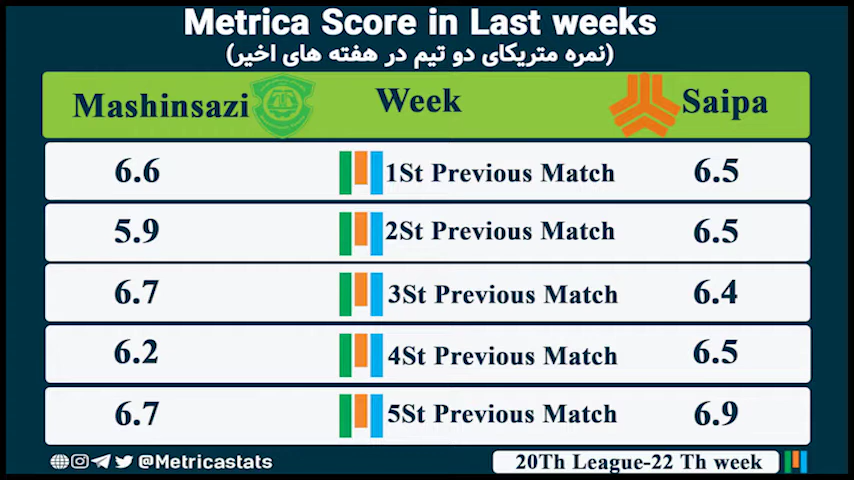 Metrica Score in Last weeks
(نمره متریکای دو تیم در هفته های اخیر)
Mashinsazi Week Saipa
6.6 1St Previous Match 6.5
5.9 2St Previous Match 6.5
6.7 3St Previous Match 6.4
6.2 4St Previous Match 6.5
6.7 5St Previous Match 6.9
@Metricastats 20Th League-22 Th week